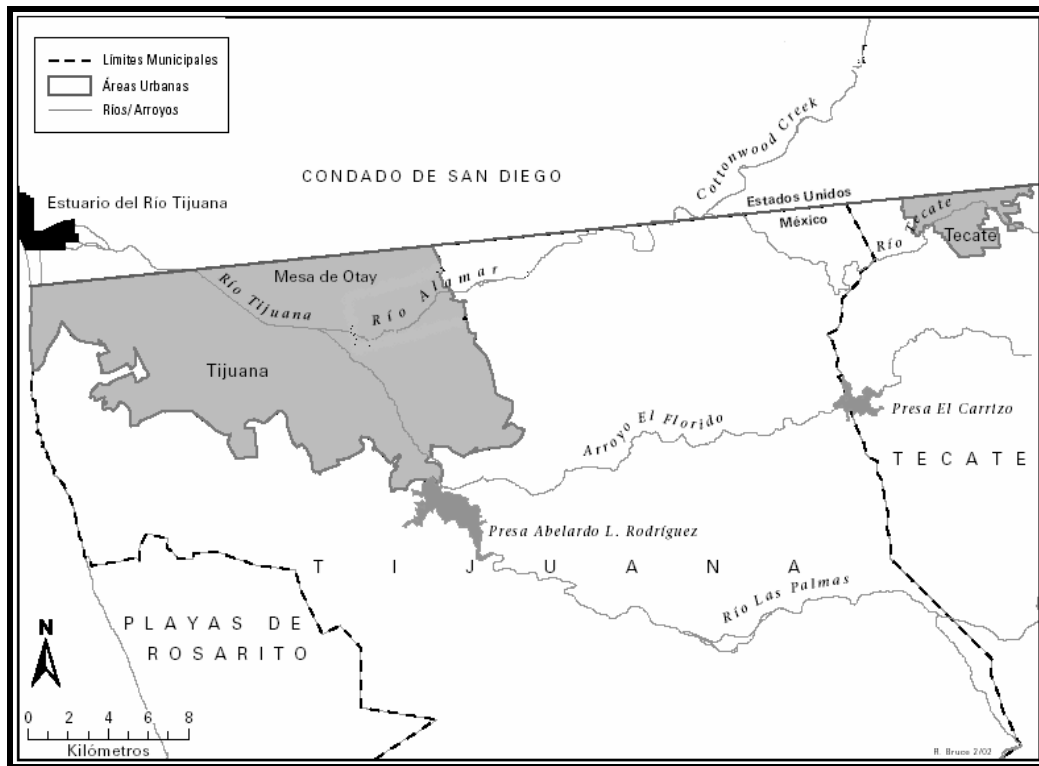 Límites Municipales
Áreas Urbanas
Ríos/Arroyos
Cottonwood Creek
CONDADO DE SAN DIEGO
Estados Unidos
México
Estuario del Río Tijuana
Río Tecate
Tecate
Mesa de Otay
Río Tijuana
Río Alamar
Tijuana
Presa El Carrizo
Arroyo El Florido
TECATE
Presa Abelardo L. Rodríguez
TIJUANA
Río Las Palmas
PLAYAS DE
ROSARITO
N
0 2 4 6 8
Kilómetros
R. Bruce 2/02